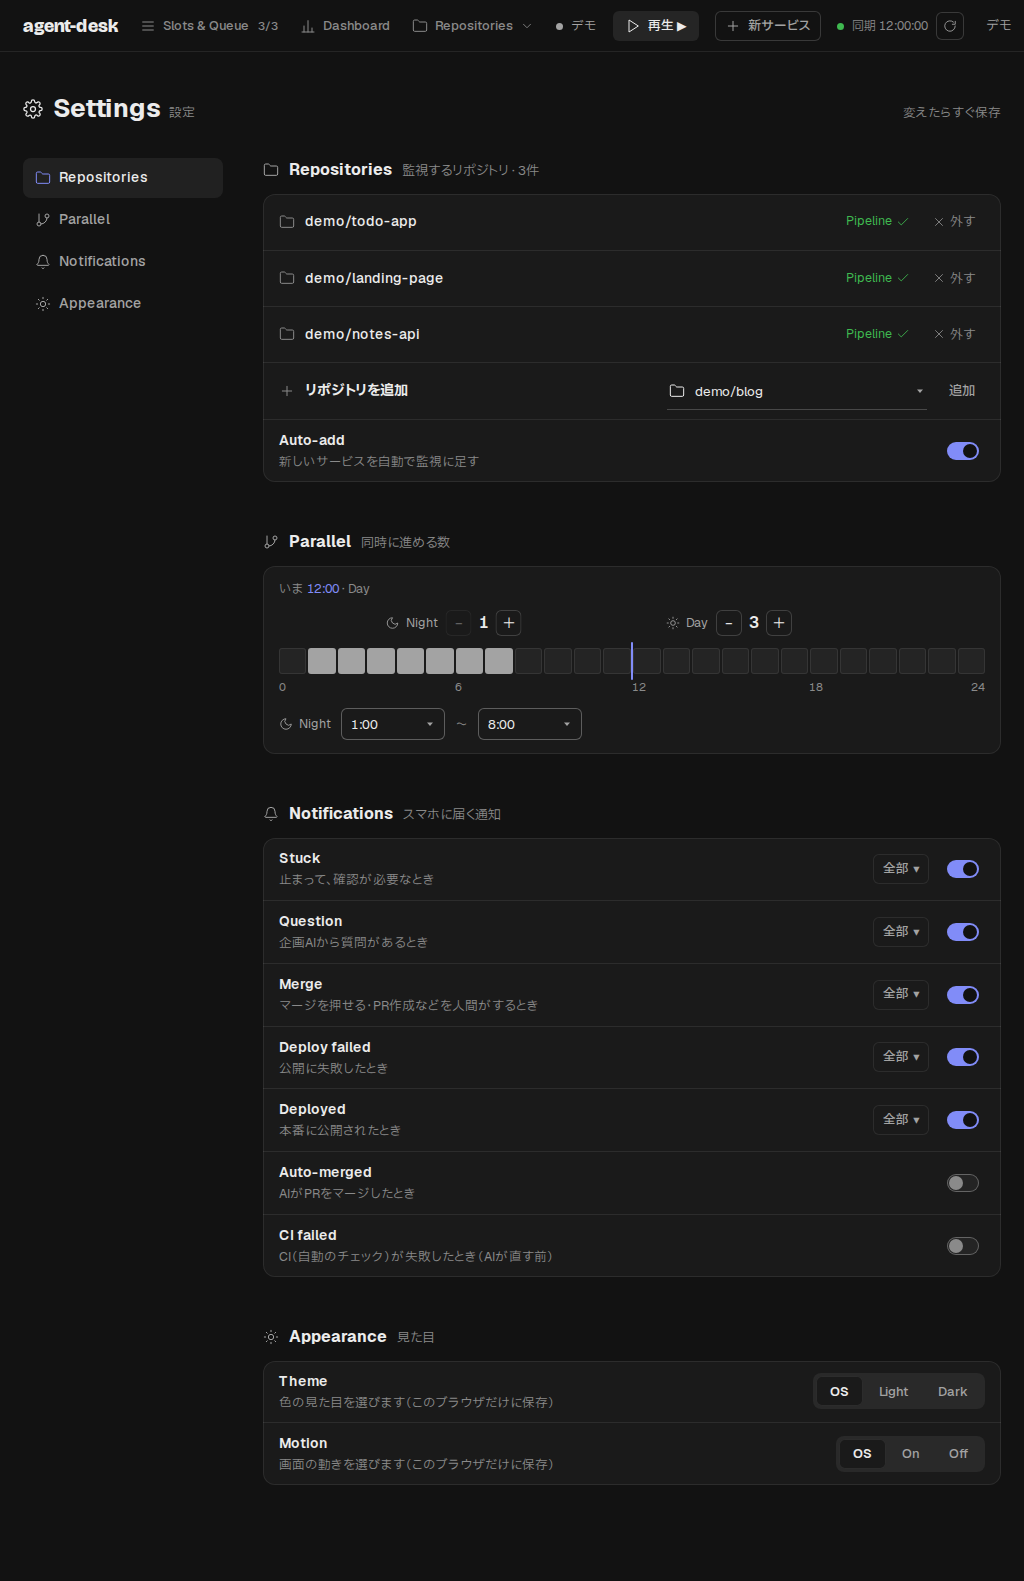 agent-desk Slots & Queue 3/3 Dashboard Repositories デモ 再生 ▶ 新サービス 同期 12:00:00 デモ
Settings 設定 変えたらすぐ保存
Repositories
Parallel
Notifications
Appearance
Repositories 監視するリポジトリ · 3件
demo/todo-app Pipeline ✓ × 外す
demo/landing-page Pipeline ✓ × 外す
demo/notes-api Pipeline ✓ × 外す
+ リポジトリを追加 demo/blog ▾ 追加
Auto-add
新しいサービスを自動で監視に足す
Parallel 同時に進める数
いま 12:00 · Day
Night − 1 + Day − 3 +
0 6 12 18 24
Night 1:00 ▾ ～ 8:00 ▾
Notifications スマホに届く通知
Stuck 全部 ▾
止まって、確認が必要なとき
Question 全部 ▾
企画AIから質問があるとき
Merge 全部 ▾
マージを押せる・PR作成などを人間がするとき
Deploy failed 全部 ▾
公開に失敗したとき
Deployed 全部 ▾
本番に公開されたとき
Auto-merged
AIがPRをマージしたとき
CI failed
CI（自動のチェック）が失敗したとき（AIが直す前）
Appearance 見た目
Theme OS Light Dark
色の見た目を選びます（このブラウザだけに保存）
Motion OS On Off
画面の動きを選びます（このブラウザだけに保存）